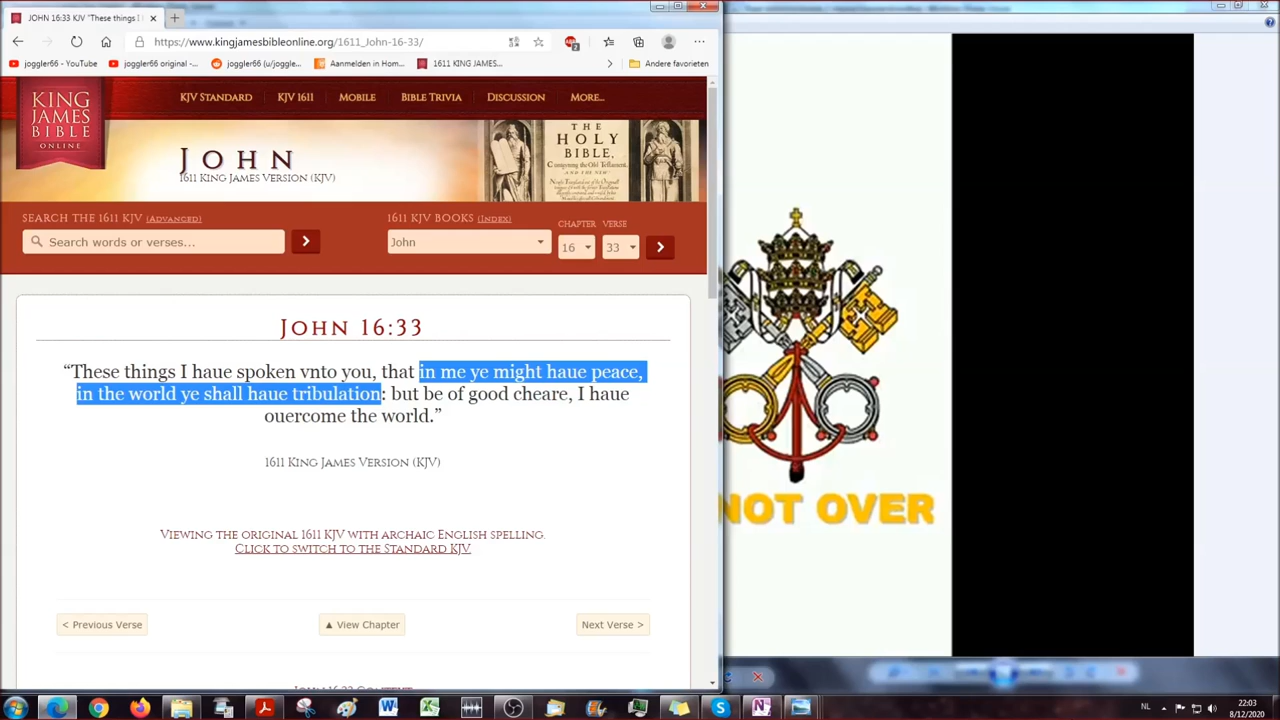 JOHN 16:33 KJV "These things I
https://www.kingjamesbibleonline.org/1611_John-16-33/
joggler66 - YouTube
joggler66 original -...
joggler66 (u/joggle...
Aanmelden in Hom...
1611 KING JAMES...
Andere favorieten
KING
JAMES
BIBLE
ONLINE
KJV Standard
KJV 1611
Mobile
Bible Trivia
Discussion
More...
John
1611 King James Version (KJV)
THE
HOLY
BIBLE,
SEARCH THE 1611 KJV (Advanced)
Search words or verses...
1611 KJV BOOKS (Index)
John
CHAPTER
16
VERSE
33
John 16:33
“These things I haue spoken vnto you, that in me ye might haue peace,
in the world ye shall haue tribulation: but be of good cheare, I haue
ouercome the world.”
1611 King James Version (KJV)
Viewing the original 1611 KJV with archaic English spelling.
Click to switch to the Standard KJV
< Previous Verse
▲ View Chapter
Next Verse >
John 16:33 Content
NOT OVER
NL
22:03
8/12/2020